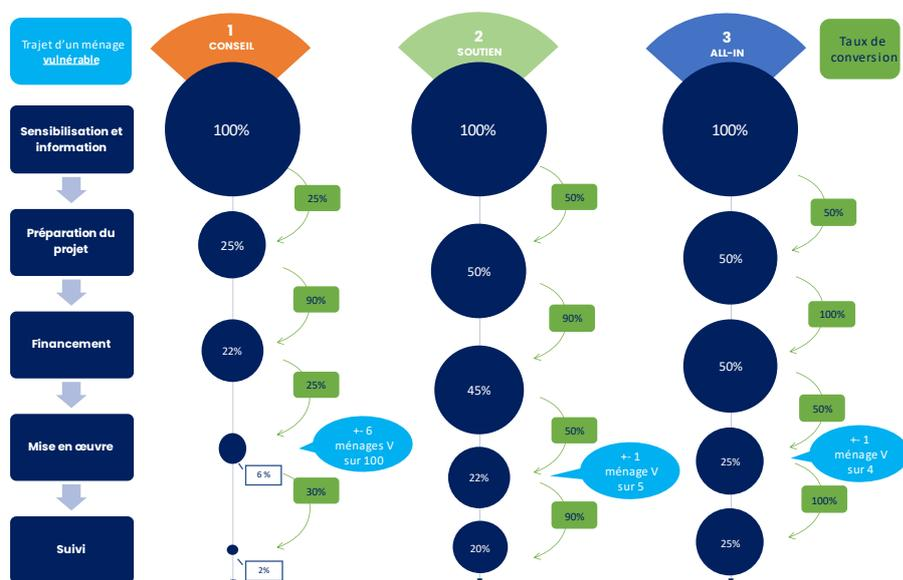 Trajet d'un ménage
vulnérable
1
CONSEIL
2
SOUTIEN
3
ALL-IN
Taux de
conversion
Sensibilisation et
information
100%
100%
100%
25%
50%
50%
Préparation du
projet
25%
50%
50%
90%
90%
100%
Financement
22%
45%
50%
25%
50%
50%
Mise en œuvre
6 %
+- 6
ménages V
sur 100
22%
+- 1
ménage V
sur 5
25%
+- 1
ménage V
sur 4
30%
90%
100%
Suivi
2%
20%
25%